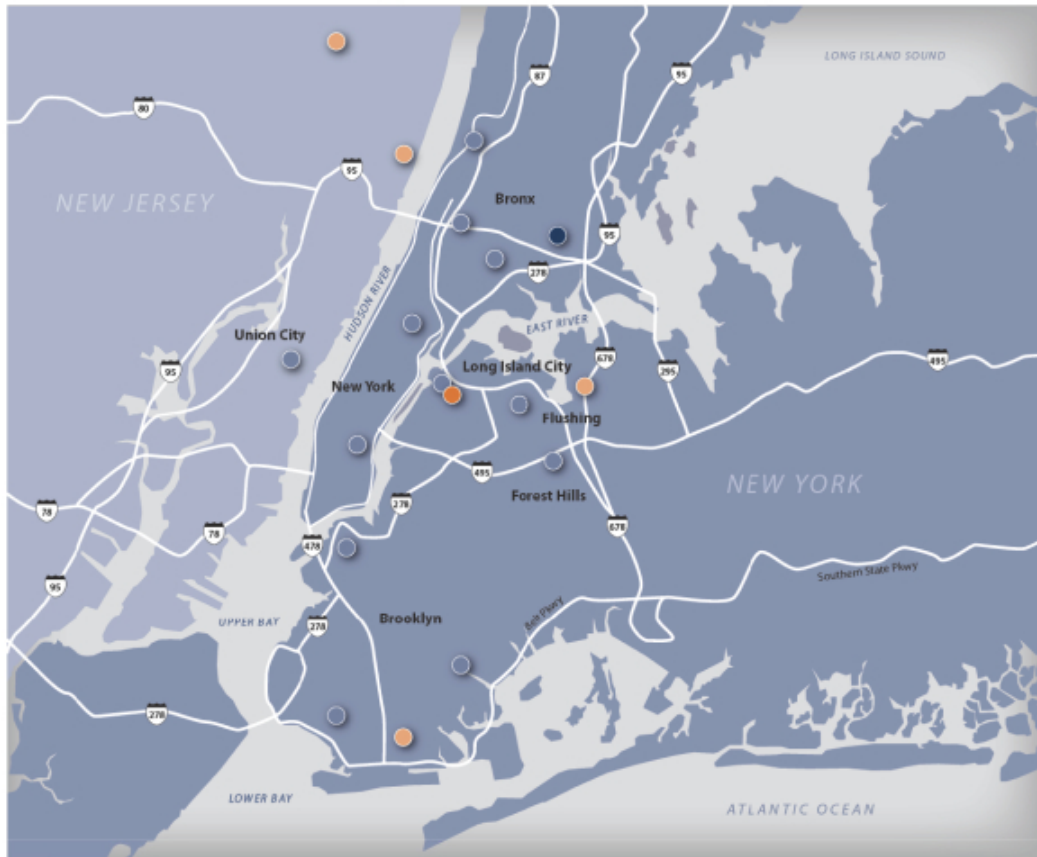 LONG ISLAND SOUND
87
95
80
95
NEW JERSEY
Bronx
95
278
HUDSON RIVER
EAST RIVER
Union City
678
495
95
Long Island City
295
New York
Flushing
495
NEW YORK
Forest Hills
278
78
678
78
478
Southern State Pkwy
95
Belt Pkwy
UPPER BAY
278
Brooklyn
278
LOWER BAY
ATLANTIC OCEAN